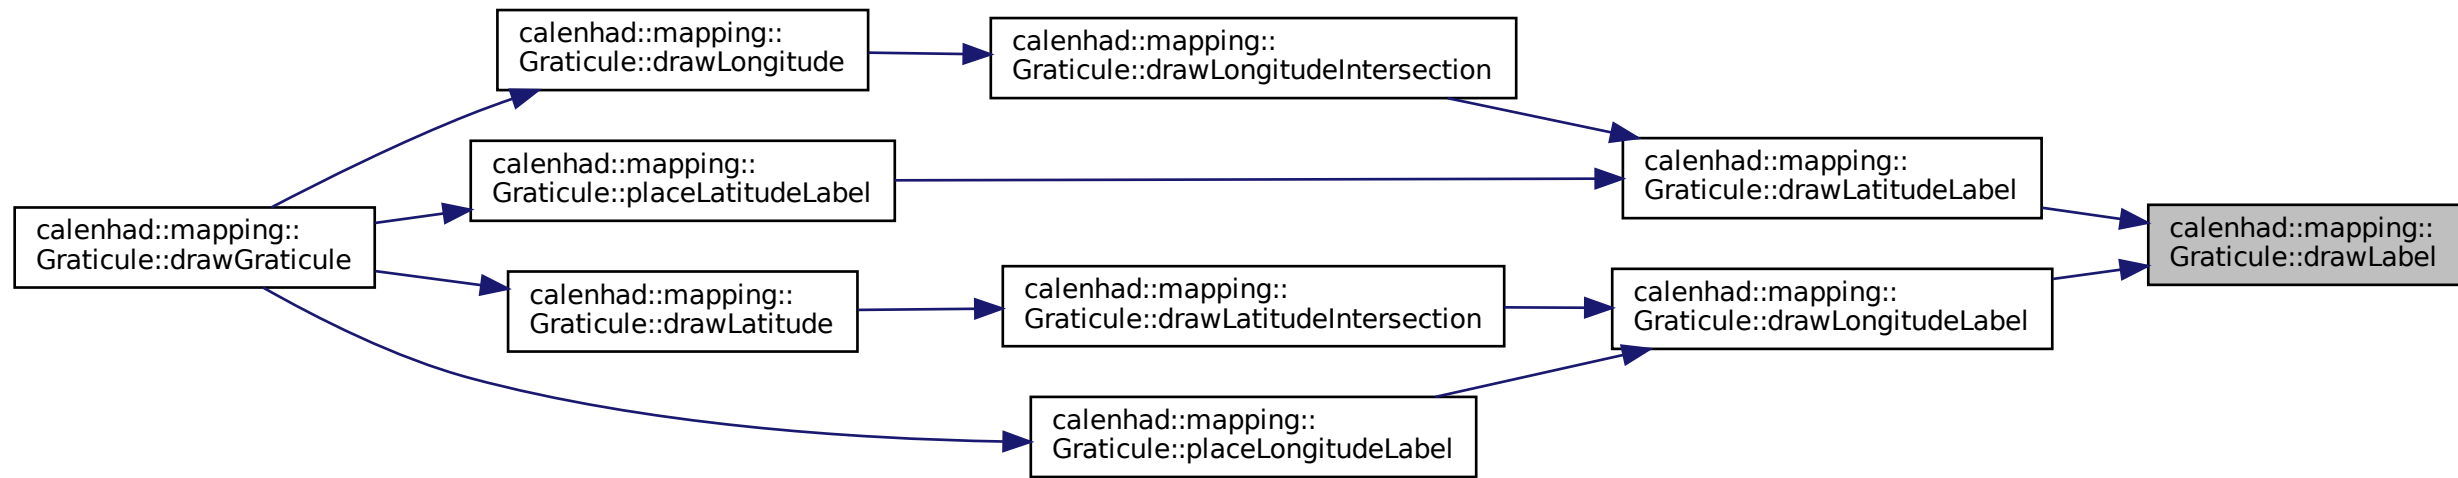 calenhad::mapping::
Graticule::drawLongitude
calenhad::mapping::
Graticule::drawLongitudeIntersection
calenhad::mapping::
Graticule::placeLatitudeLabel
calenhad::mapping::
Graticule::drawLatitudeLabel
calenhad::mapping::
Graticule::drawGraticule
calenhad::mapping::
Graticule::drawLabel
calenhad::mapping::
Graticule::drawLatitude
calenhad::mapping::
Graticule::drawLatitudeIntersection
calenhad::mapping::
Graticule::drawLongitudeLabel
calenhad::mapping::
Graticule::placeLongitudeLabel